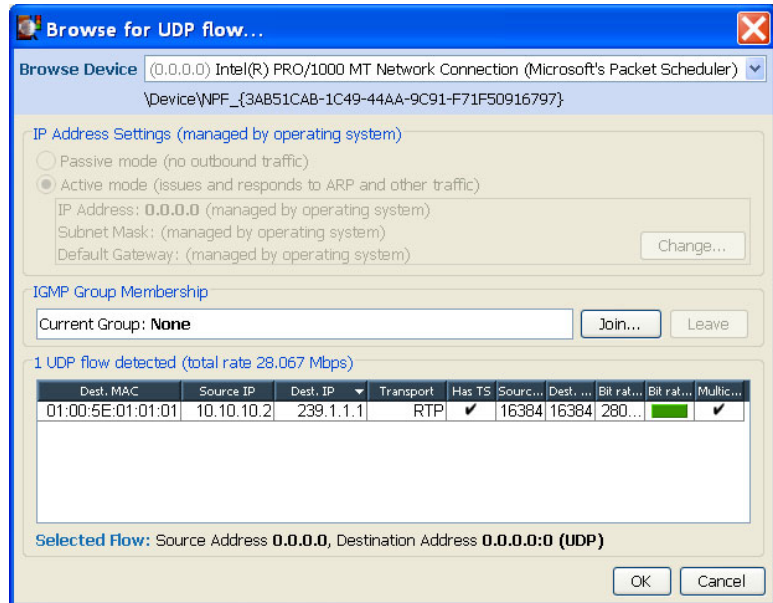 Browse for UDP flow...
Browse Device (0.0.0.0) Intel(R) PRO/1000 MT Network Connection (Microsoft's Packet Scheduler)
\Device\NPF_{3AB51CAB-1C49-44AA-9C91-F71F50916797}
IP Address Settings (managed by operating system)
Passive mode (no outbound traffic)
Active mode (issues and responds to ARP and other traffic)
IP Address: 0.0.0.0 (managed by operating system)
Subnet Mask: (managed by operating system)
Default Gateway: (managed by operating system)
Change...
IGMP Group Membership
Current Group: None
Join...
Leave
1 UDP flow detected (total rate 28.067 Mbps)
Dest. MAC Source IP Dest. IP Transport Has TS Sourc... Dest. ... Bit rat... Bit rat... Multic...
01:00:5E:01:01:01 10.10.10.2 239.1.1.1 RTP ✔ 16384 16384 280... ✔
Selected Flow: Source Address 0.0.0.0, Destination Address 0.0.0.0:0 (UDP)
OK
Cancel